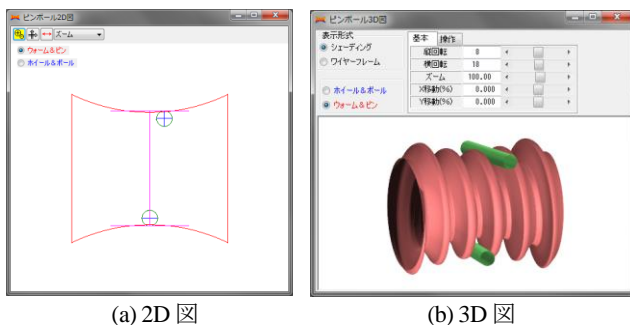 ピンボール2D図
ズーム
ウォーム&ピン
ホイール&ボール
(a) 2D 図
ピンボール3D図
表示形式
シェーディング
ワイヤーフレーム
ホイール&ボール
ウォーム&ピン
基本 操作
縦回転 8
横回転 18
ズーム 100.00
X移動(%) 0.000
Y移動(%) 0.000
(b) 3D 図